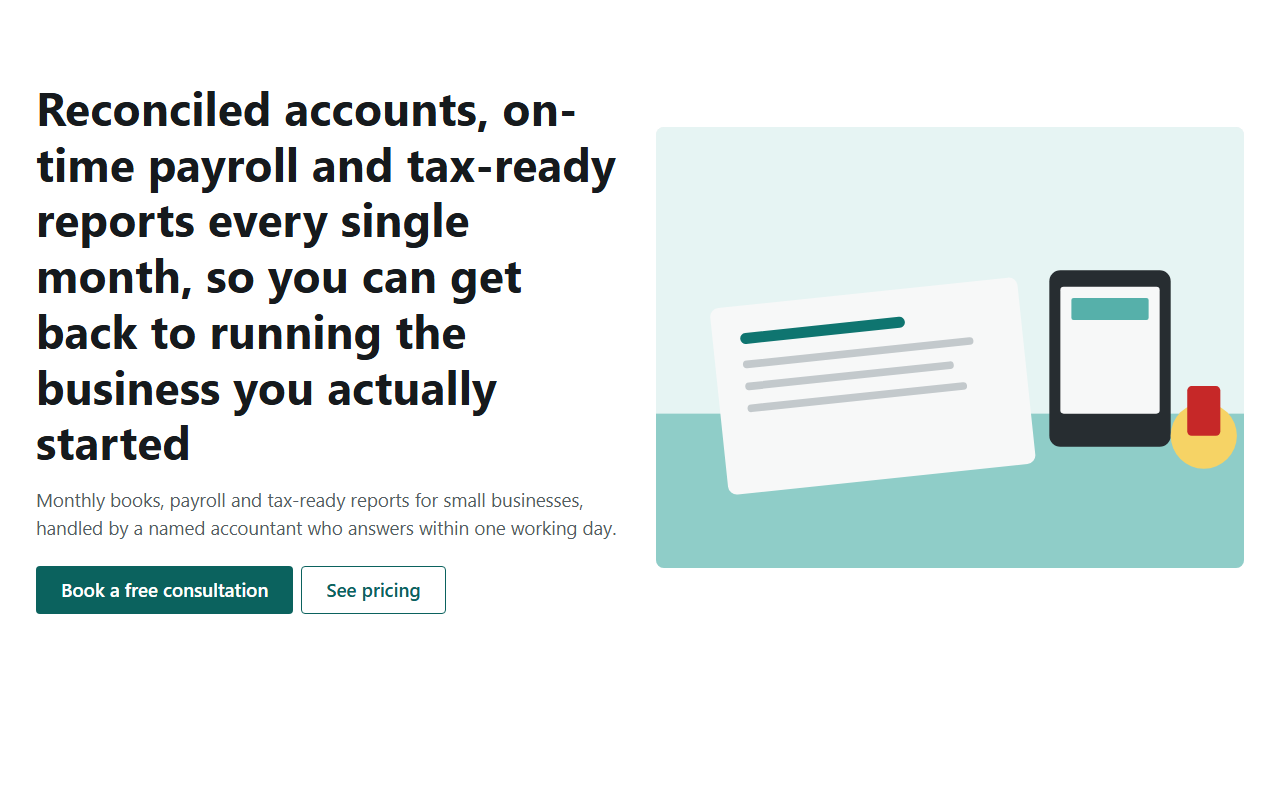 Reconciled accounts, on-
time payroll and tax-ready
reports every single
month, so you can get
back to running the
business you actually
started
Monthly books, payroll and tax-ready reports for small businesses,
handled by a named accountant who answers within one working day.
Book a free consultation
See pricing